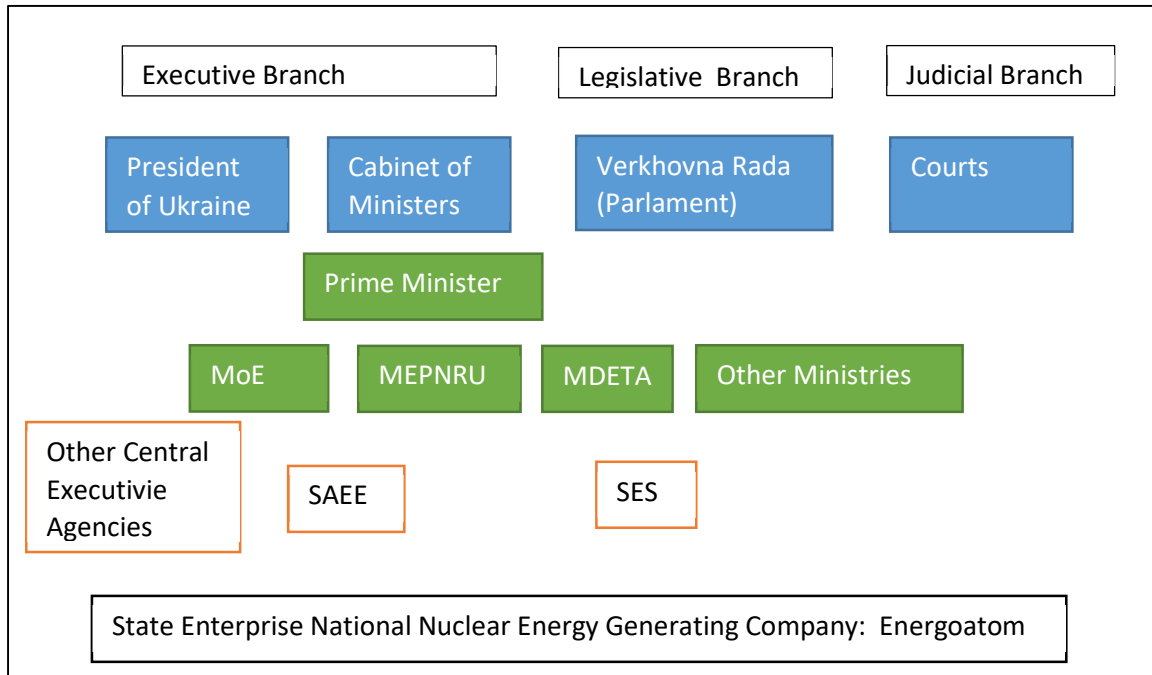 Executive Branch
Legislative Branch
Judicial Branch
President
of Ukraine
Cabinet of
Ministers
Verkhovna Rada
(Parlament)
Courts
Prime Minister
MoE
MEPNRU
MDETA
Other Ministries
Other Central
Executivie
Agencies
SAEE
SES
State Enterprise National Nuclear Energy Generating Company: Energoatom